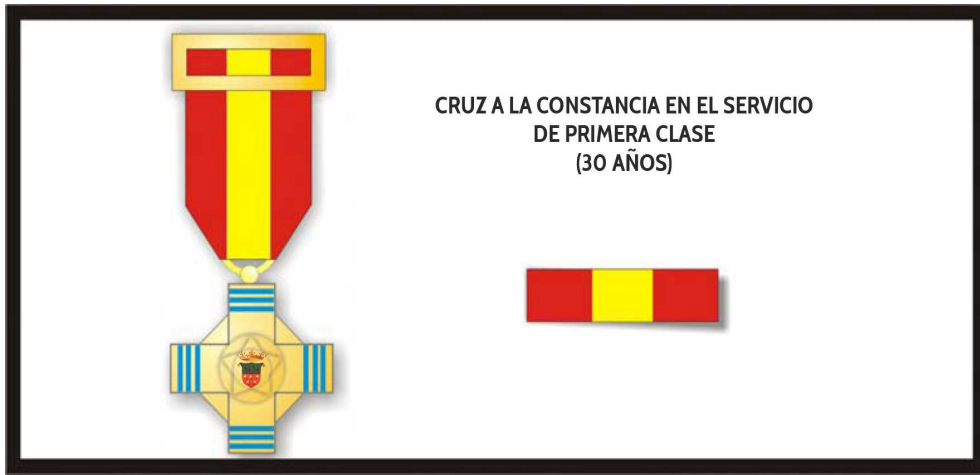 CRUZ A LA CONSTANCIA EN EL SERVICIO
DE PRIMERA CLASE
(30 AÑOS)